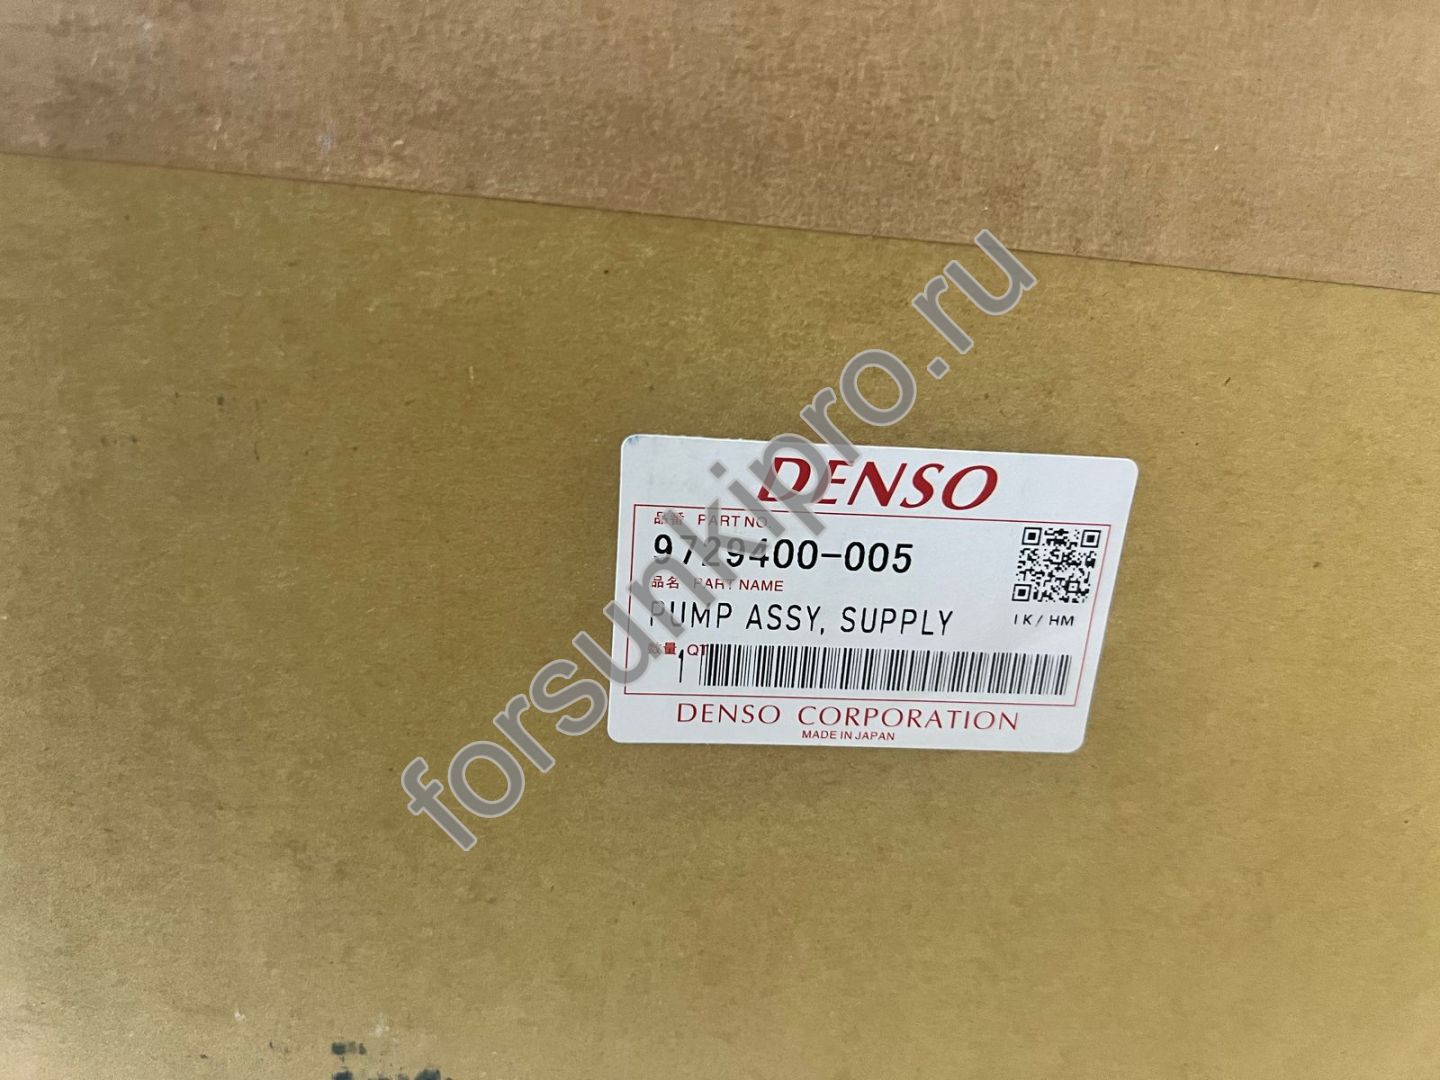 DENSO
品番 PART NO.
9729400-005
品名 PART NAME
PUMP ASSY, SUPPLY
1K/HM
数量 QTY
1
DENSO CORPORATION
MADE IN JAPAN
forsunkipro.ru